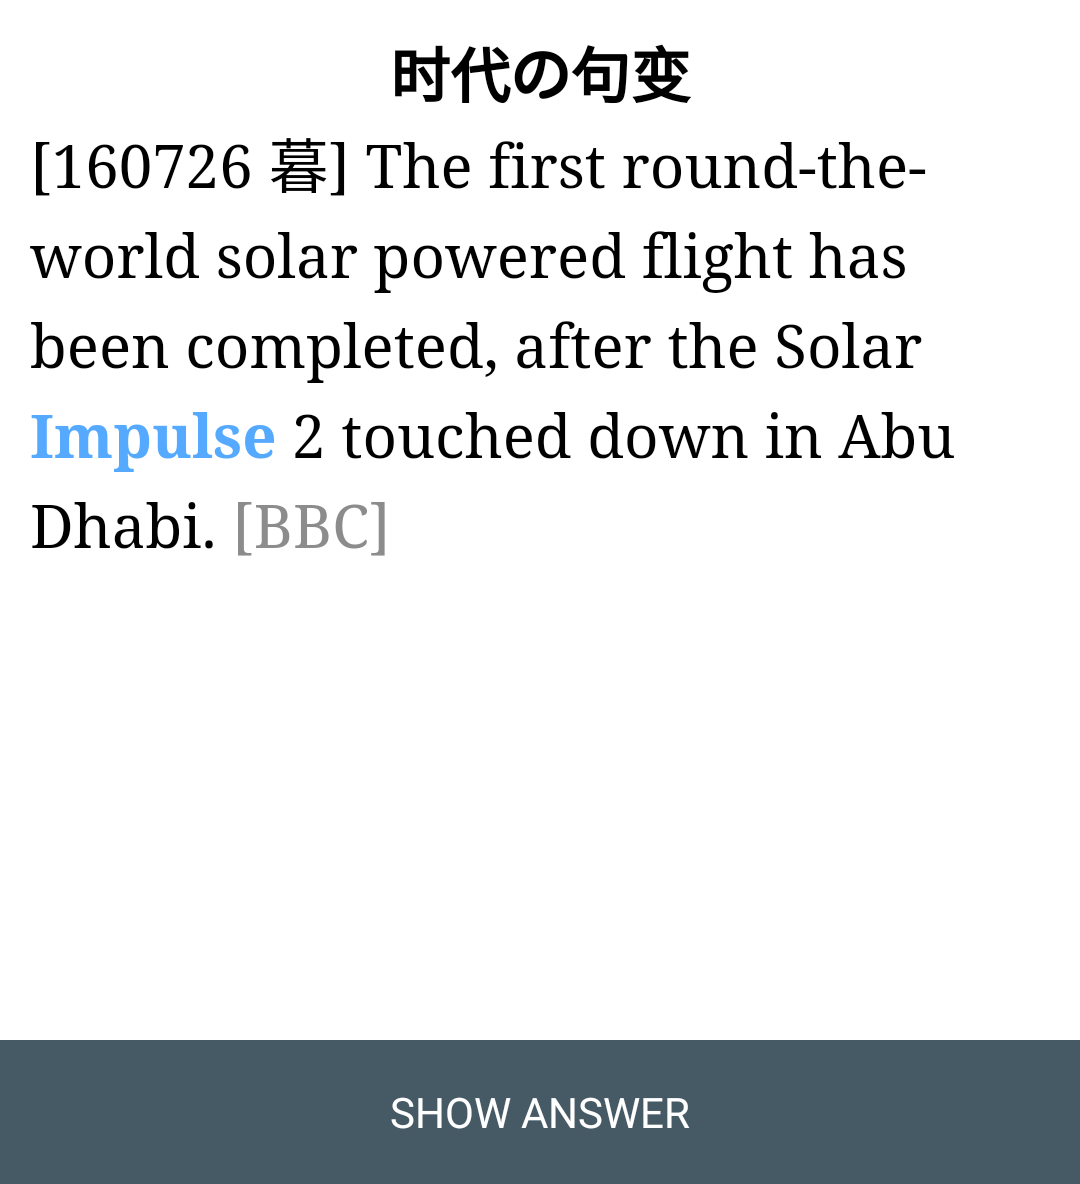 时代の句变
[160726 暮] The first round-the-
world solar powered flight has
been completed, after the Solar
Impulse 2 touched down in Abu
Dhabi. [BBC]
SHOW ANSWER